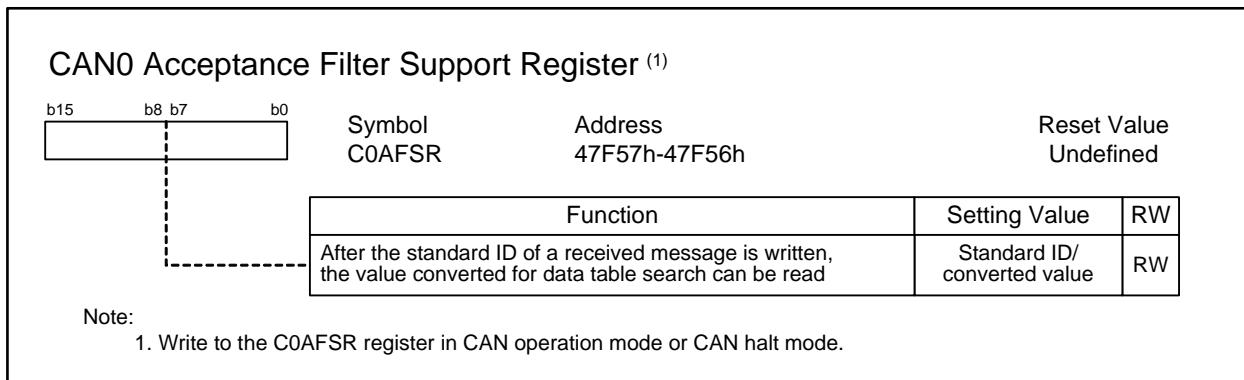 CAN0 Acceptance Filter Support Register (1)
b15 b8 b7 b0
Symbol Address Reset Value
C0AFSR 47F57h-47F56h Undefined
Function Setting Value RW
After the standard ID of a received message is written, Standard ID/ RW
the value converted for data table search can be read converted value
Note:
1. Write to the C0AFSR register in CAN operation mode or CAN halt mode.